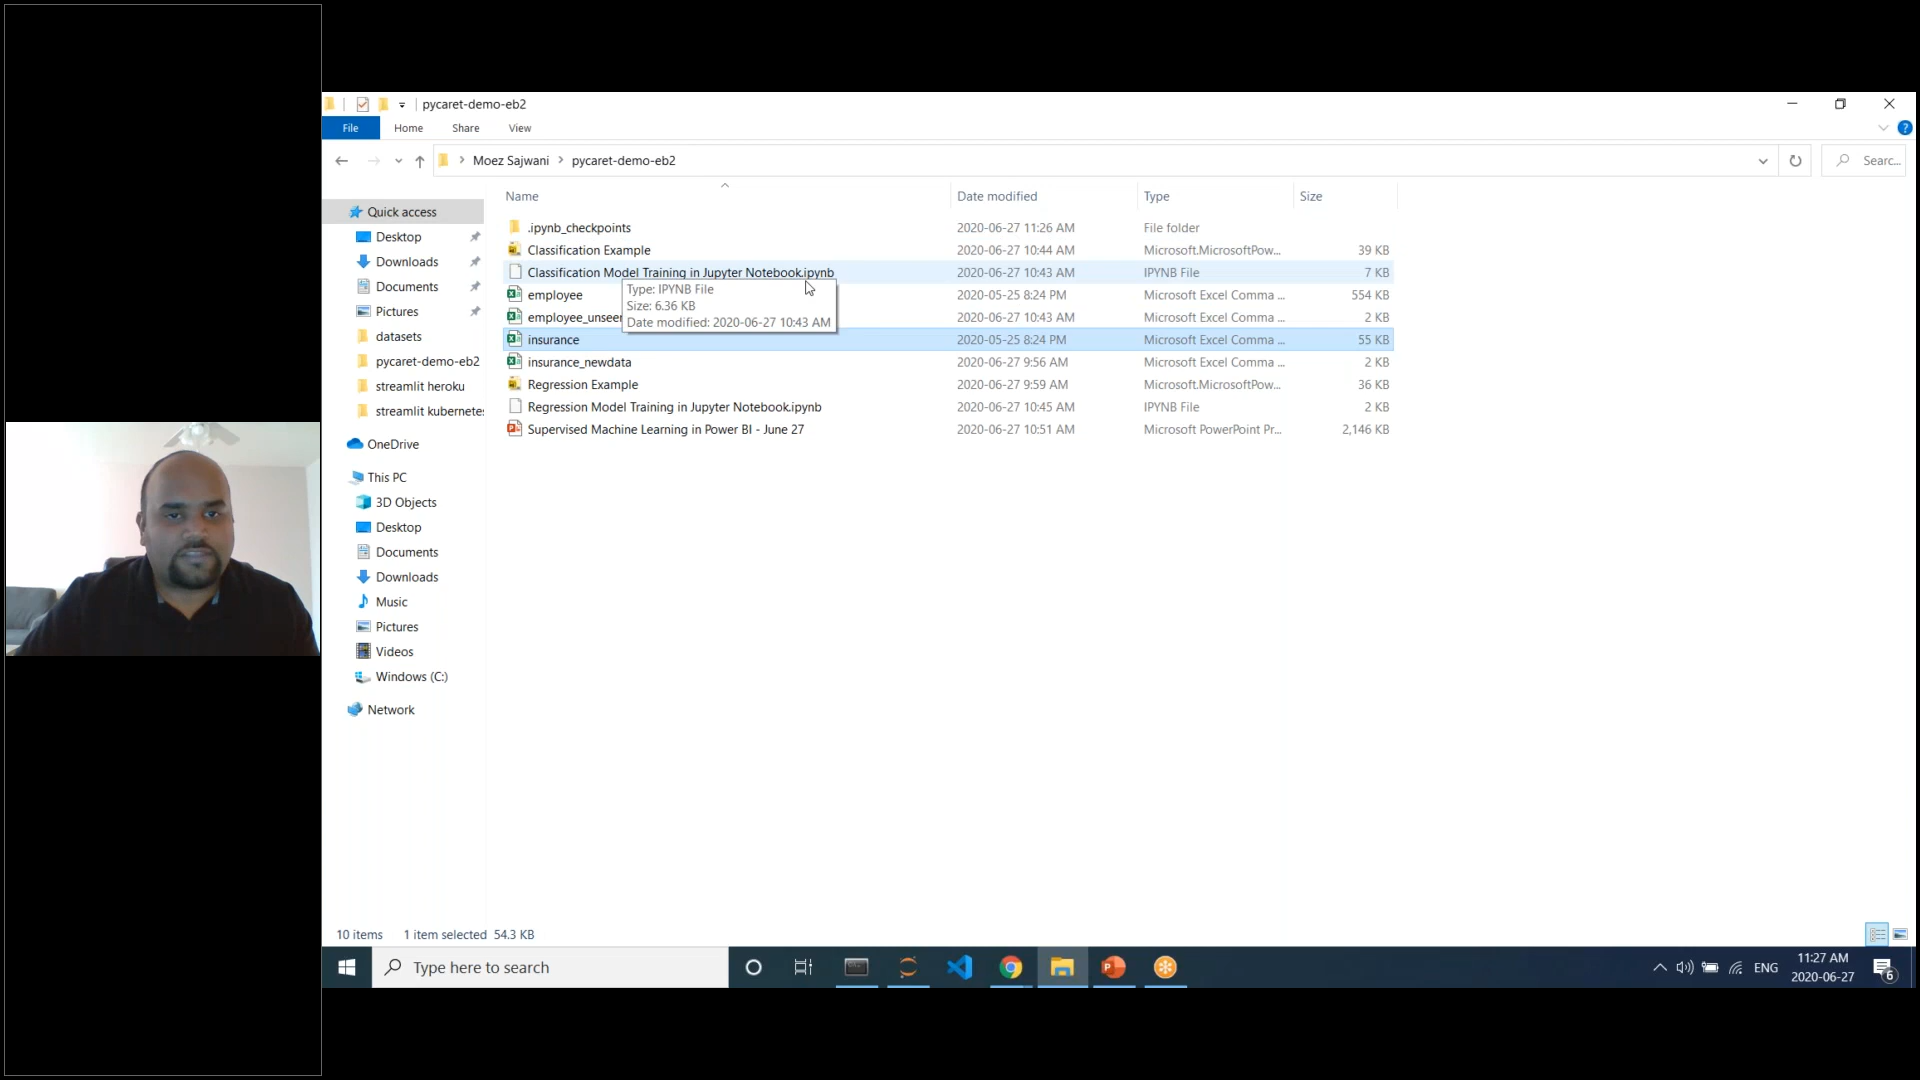 pycaret-demo-eb2
File Home Share View
Moez Sajwani pycaret-demo-eb2 Searc...
Name Date modified Type Size
Quick access
Desktop
Downloads
Documents
Pictures
datasets
pycaret-demo-eb2
streamlit heroku
streamlit kubernetes
OneDrive
This PC
3D Objects
Desktop
Documents
Downloads
Music
Pictures
Videos
Windows (C:)
Network
.ipynb_checkpoints 2020-06-27 11:26 AM File folder
Classification Example 2020-06-27 10:44 AM Microsoft.MicrosoftPow... 39 KB
Classification Model Training in Jupyter Notebook.ipynb 2020-06-27 10:43 AM IPYNB File 7 KB
employee 2020-05-25 8:24 PM Microsoft Excel Comma ... 554 KB
employee_unseen 2020-06-27 10:43 AM Microsoft Excel Comma ... 2 KB
insurance 2020-05-25 8:24 PM Microsoft Excel Comma ... 55 KB
insurance_newdata 2020-06-27 9:56 AM Microsoft Excel Comma ... 2 KB
Regression Example 2020-06-27 9:59 AM Microsoft.MicrosoftPow... 36 KB
Regression Model Training in Jupyter Notebook.ipynb 2020-06-27 10:45 AM IPYNB File 2 KB
Supervised Machine Learning in Power BI - June 27 2020-06-27 10:51 AM Microsoft PowerPoint Pr... 2,146 KB
Type: IPYNB File
Size: 6.36 KB
Date modified: 2020-06-27 10:43 AM
10 items 1 item selected 54.3 KB
Type here to search
ENG
11:27 AM
2020-06-27
6